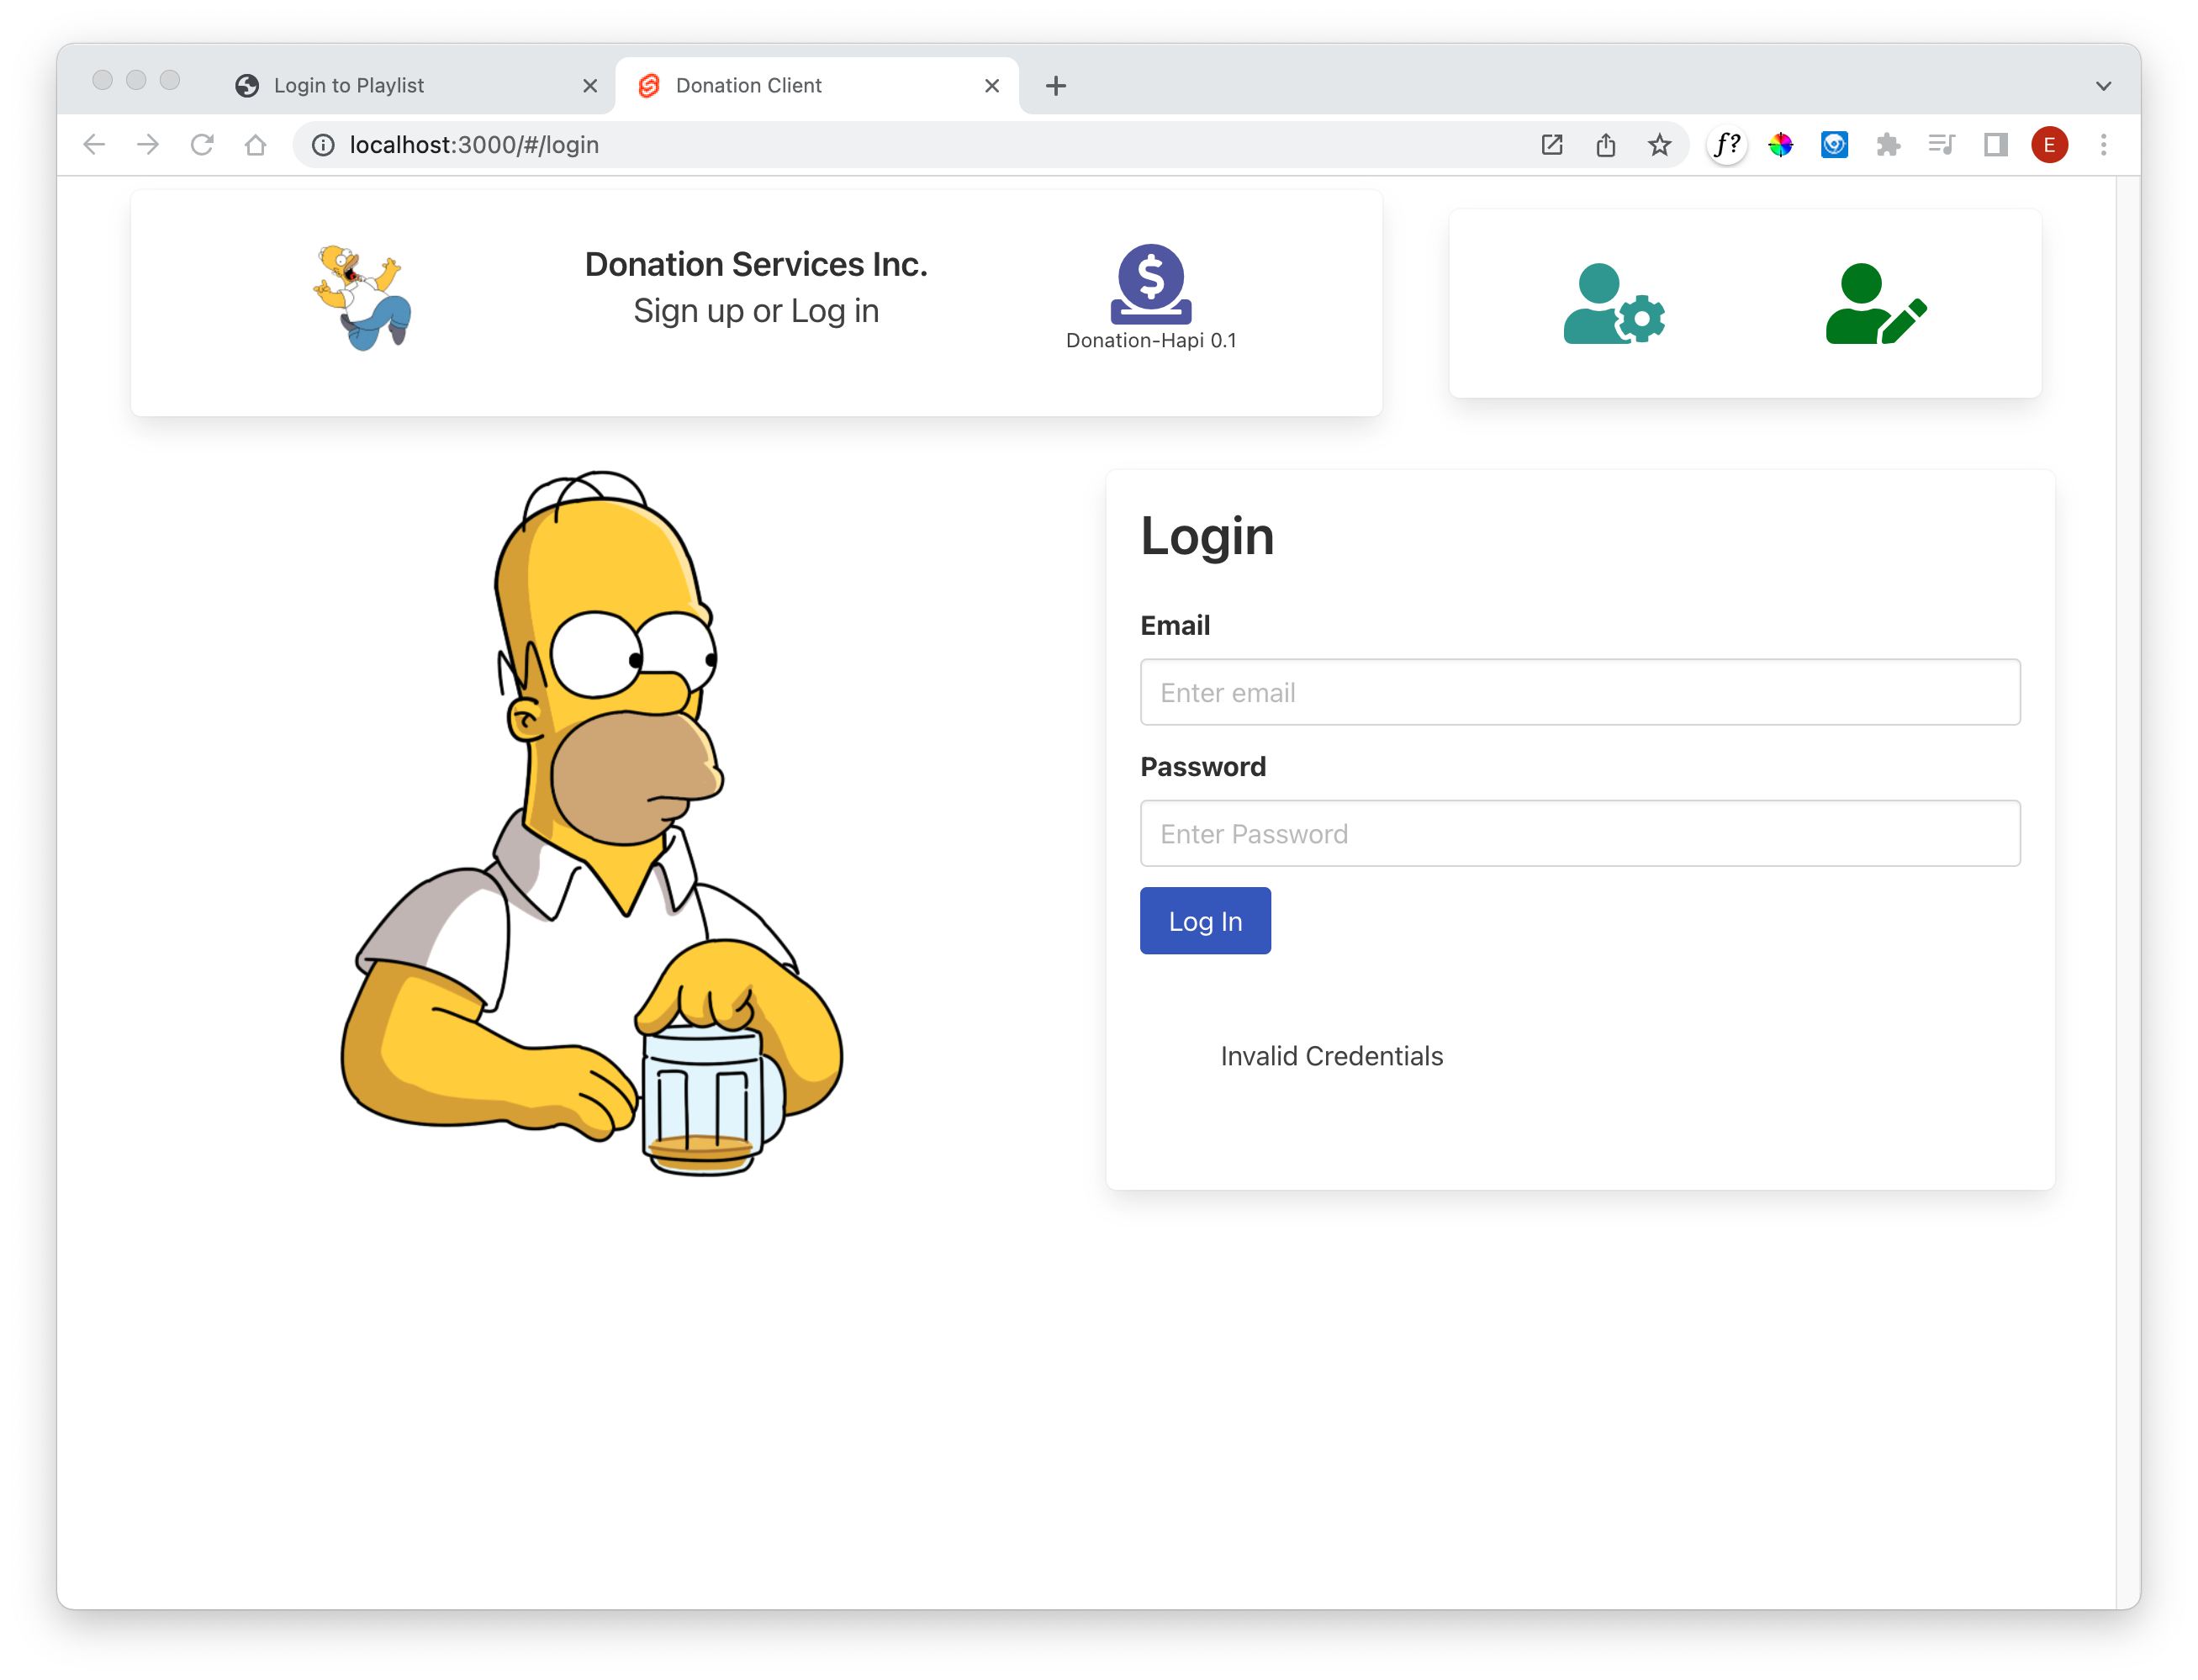 Login to Playlist
Donation Client
localhost:3000/#/login
f?
E
Donation Services Inc.
Sign up or Log in
$
Donation-Hapi 0.1
Login
Email
Enter email
Password
Enter Password
Log In
Invalid Credentials